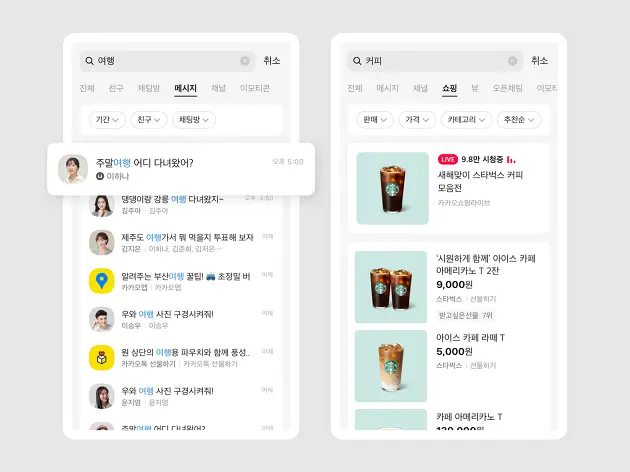 여행
취소
전체 친구 채팅방 메시지 채널 이모티콘
기간 친구 채팅방
주말여행 어디 다녀왔어?
오후 5:00
이하나
댕댕이랑 강릉 여행 다녀왔지~
김주아 김주아
제주도 여행가서 뭐 먹을지 투표해 보자
어제
김지은 이하나, 김준희, 김지은…
알려주는 부산여행 꿀팁! 🚙 초정밀 버
어제
카카오맵 카카오맵
우와 여행 사진 구경시켜줘!
어제
이승우 이승우
원 상단의 여행용 파우치와 함께 풍성..
어제
카카오톡 선물하기 카카오톡 선물하기
우와 여행 사진 구경시켜줘!
어제
윤지영 윤지영
주말여행 어디 다녀왔어?
커피
취소
전체 메시지 채널 쇼핑 뷰 오픈채팅 이모티
판매 가격 카테고리 추천순
LIVE 9.8만 시청중
새해맞이 스타벅스 커피
모음전
카카오쇼핑라이브
‘시원하게 함께’ 아이스 카페
아메리카노 T 2잔
9,000원
스타벅스 선물하기
받고싶은선물 7위
아이스 카페 라떼 T
5,000원
스타벅스 선물하기
카페 아메리카노 T